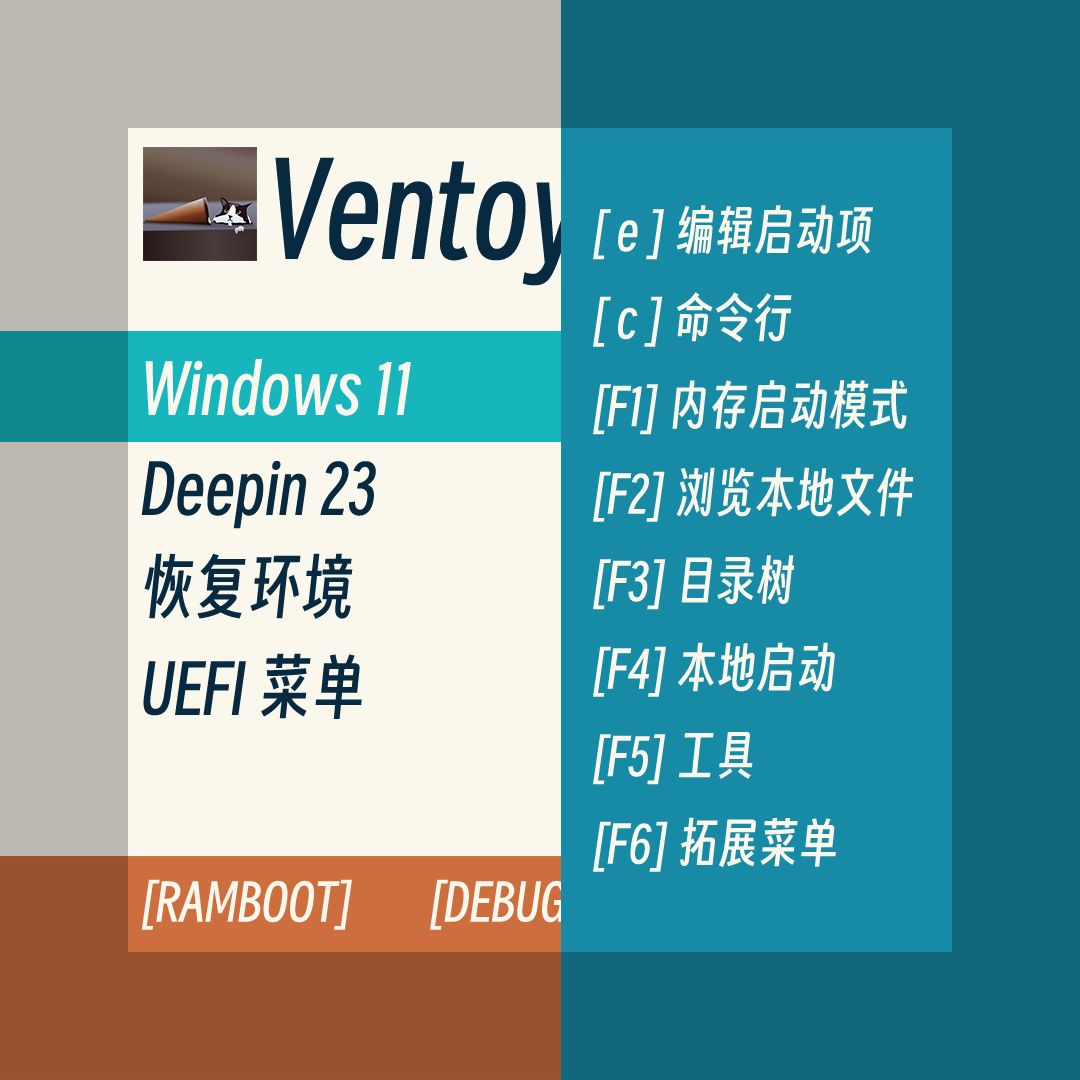 Ventoy
Windows 11
Deepin 23
恢复环境
UEFI 菜单
[RAMBOOT] [DEBUG
[ e ] 编辑启动项
[ c ] 命令行
[F1] 内存启动模式
[F2] 浏览本地文件
[F3] 目录树
[F4] 本地启动
[F5] 工具
[F6] 拓展菜单